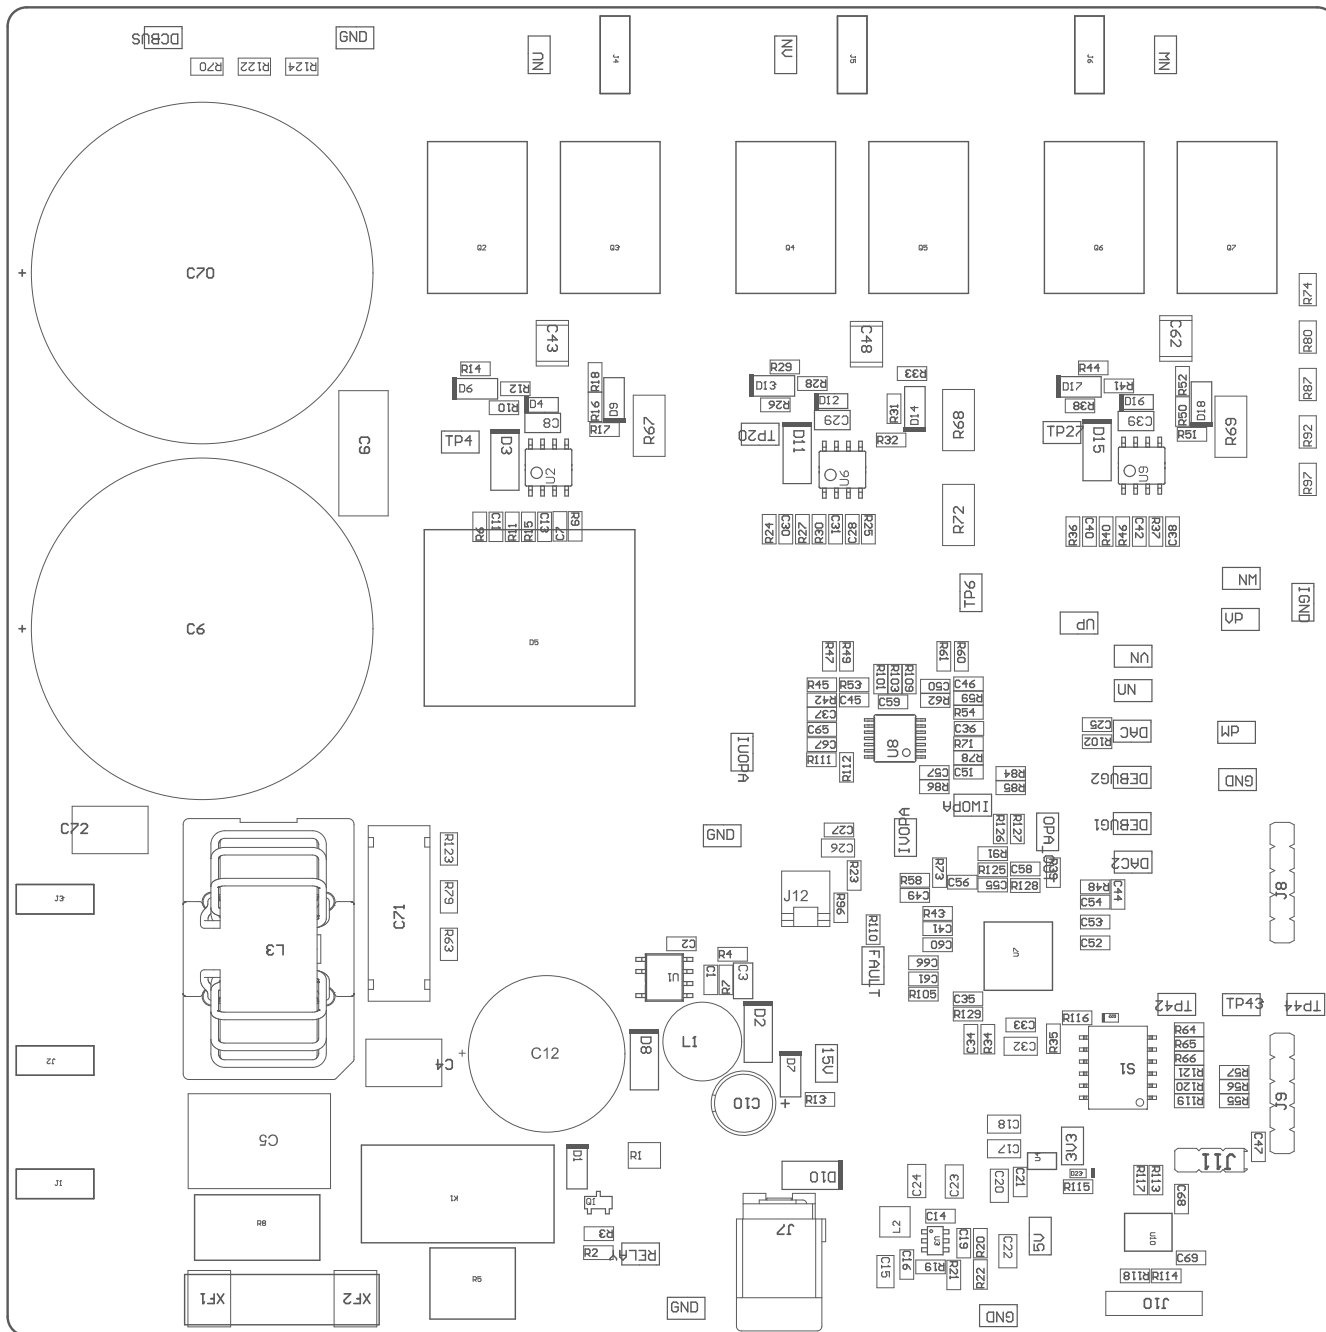 DCBUS
GND
NU
J4
NV
J5
J6
MN
R70
R122
R124
Q2
Q3
Q4
Q5
Q6
Q7
C70
+
R74
R80
R87
R92
R97
C43
C48
C62
R14
R29
R44
D6
R12
R18
D13
R28
R33
D17
R41
R52
R10
D4
R16
D9
R26
D12
R31
D14
R38
D16
R50
D18
C8
R17
C29
R32
C39
R51
R67
R68
R69
C9
TP4
D3
U2
TP20
D11
U6
TP27
D15
U9
R72
R6
C11
R11
R15
C13
C7
R9
R24
C30
R27
R30
C31
C28
R25
R36
C40
R40
R46
C42
R37
C38
TP6
NM
IGND
C6
+
D5
UP
VP
R47
R49
R61
R60
VN
R101
R103
R109
R45
R53
C50
C46
UN
R42
C45
C59
R62
R59
C37
R54
C65
C36
C25
DAC
MP
C67
U8
R71
R102
R111
R112
R78
IUOPA
C57
C51
R84
DEBUG2
GND
R86
R85
C72
IVOPA
IWOPA
OPA_OUT
GND
C27
R126
R127
DEBUG1
R123
C26
R91
DAC2
R23
R73
R125
C58
R39
R58
C56
C55
R128
R48
C44
J3
R79
C71
J12
R96
C49
C54
J8
R43
C53
L3
R63
R110
C41
C2
C60
C52
R4
FAULT
C66
U1
C1
R7
C3
C61
R105
C35
TP42
TP43
TP44
D2
R129
R116
L1
C33
R64
C34
R34
R35
R65
D8
C12
+
C32
R66
J2
C4
15V
D7
S1
R121
R57
R120
R56
C10
+
R13
R119
R55
J9
C5
C18
3V3
C47
D1
R1
C17
J11
J1
K1
D10
C24
C23
C20
C21
D23
R115
R117
R113
C68
Q1
J7
R8
R3
L2
C14
U3
C19
R20
C22
5V
U10
R2
RELAY
C15
C16
R19
R21
R22
C69
R5
R118
R114
XF1
XF2
GND
GND
J10